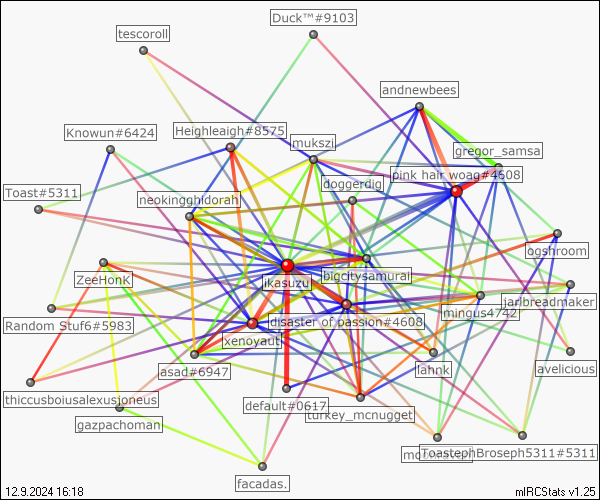 Duck™#9103
tescoroll
andnewbees
Knowun#6424
Heighleaigh#8575
mukszi
gregor_samsa
pink hair woag#4608
doggerdig
Toast#5311
neokingghidorah
ogshroom
bigcitysamurai
ZeeHonk
jkasuzu
jarlbreadmaker
mingus4742
Random Stuf6#5983
disaster of passion#4608
xenoyaut
avelicious
lahnk
asad#6947
thiccusboiusalexusjoneus
default#0617
turkey_mcnugget
gazpachoman
ToastephBroseph5311#5311
facadas.
12.9.2024 16:18
mIRCStats v1.25